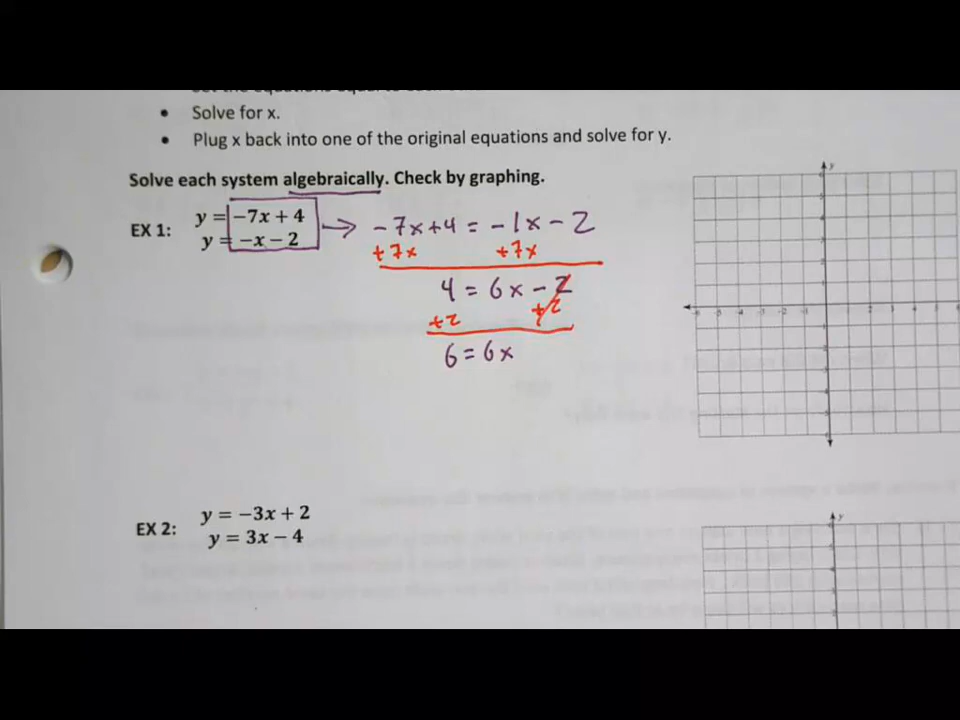 • Solve for x.
• Plug x back into one of the original equations and solve for y.
Solve each system algebraically. Check by graphing.
EX 1:
y = −7x + 4
y = −x − 2
-7x+4 = -1x-2
+7x +7x
4 = 6x - 2
+2 +2
6 = 6x
EX 2:
y = −3x + 2
y = 3x − 4
y
y